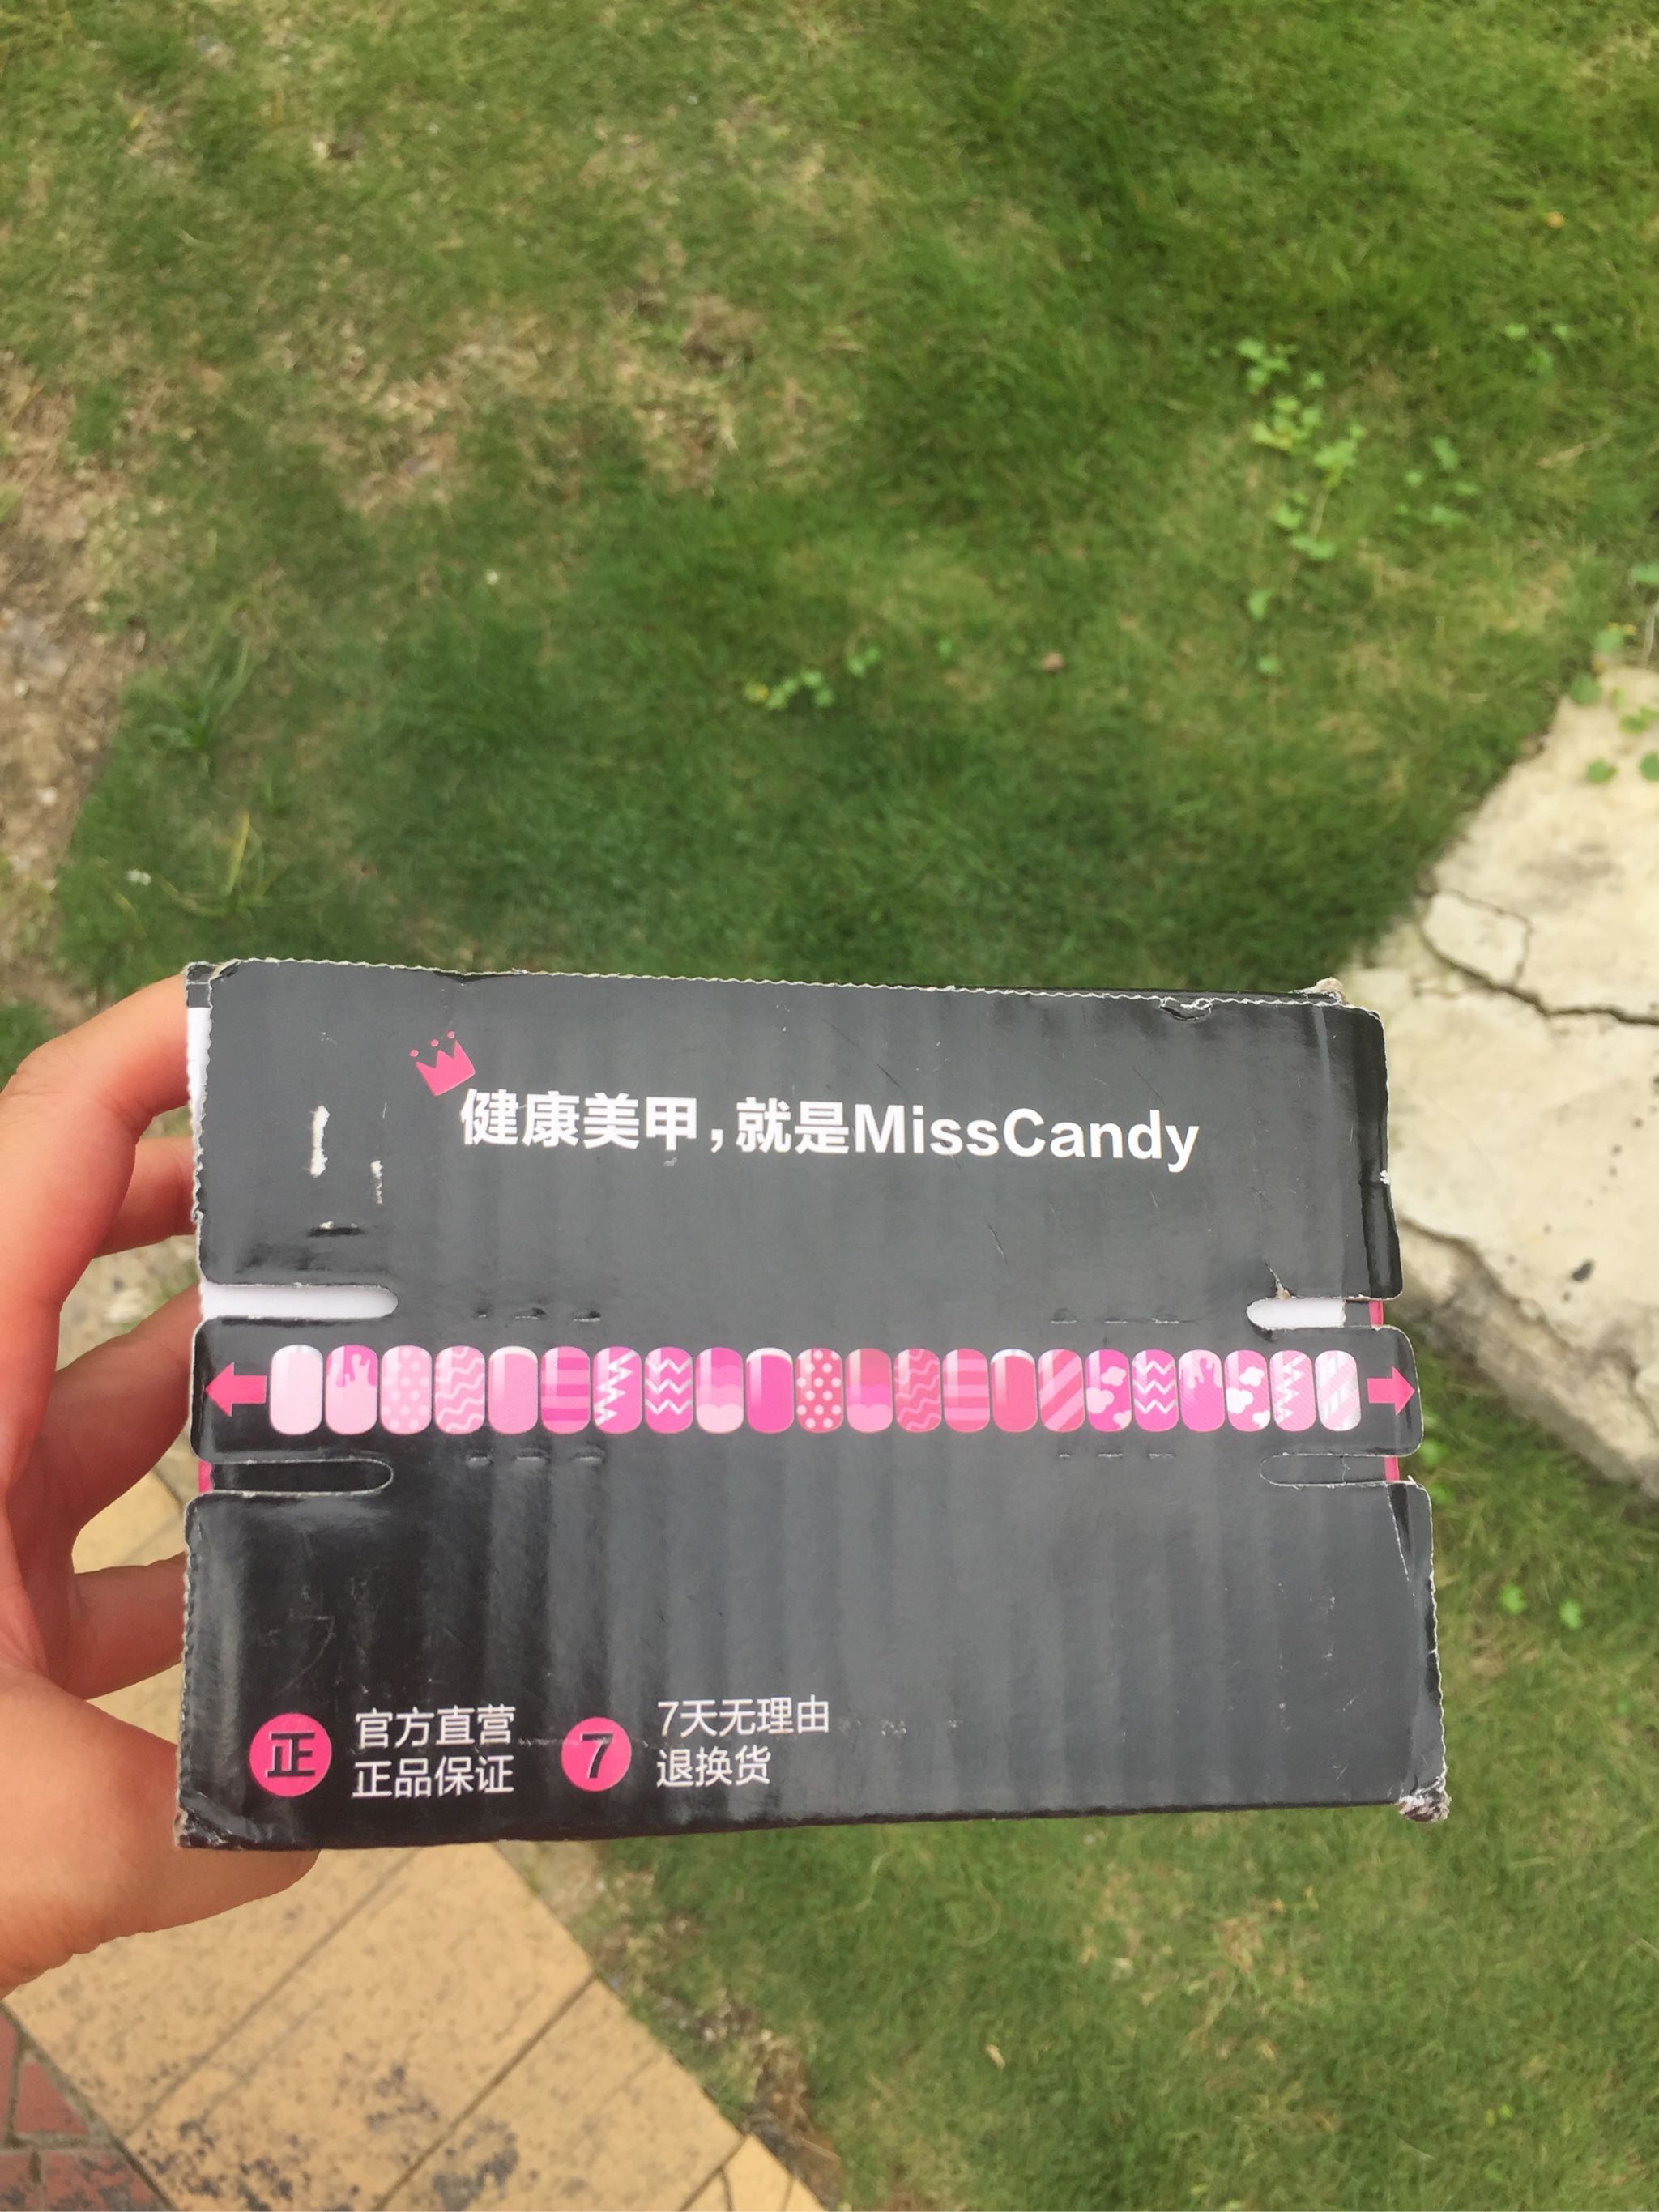 健康美甲，就是MissCandy
正
官方直营
正品保证
7
7天无理由
退换货